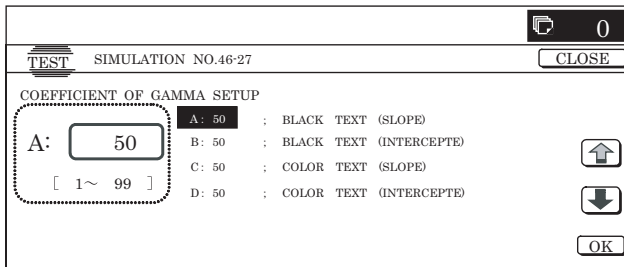 0
TEST SIMULATION NO.46-27 CLOSE
COEFFICIENT OF GAMMA SETUP
A: 50
[ 1~ 99 ]
A: 50 ; BLACK TEXT (SLOPE)
B: 50 ; BLACK TEXT (INTERCEPTE)
C: 50 ; COLOR TEXT (SLOPE)
D: 50 ; COLOR TEXT (INTERCEPTE)
OK